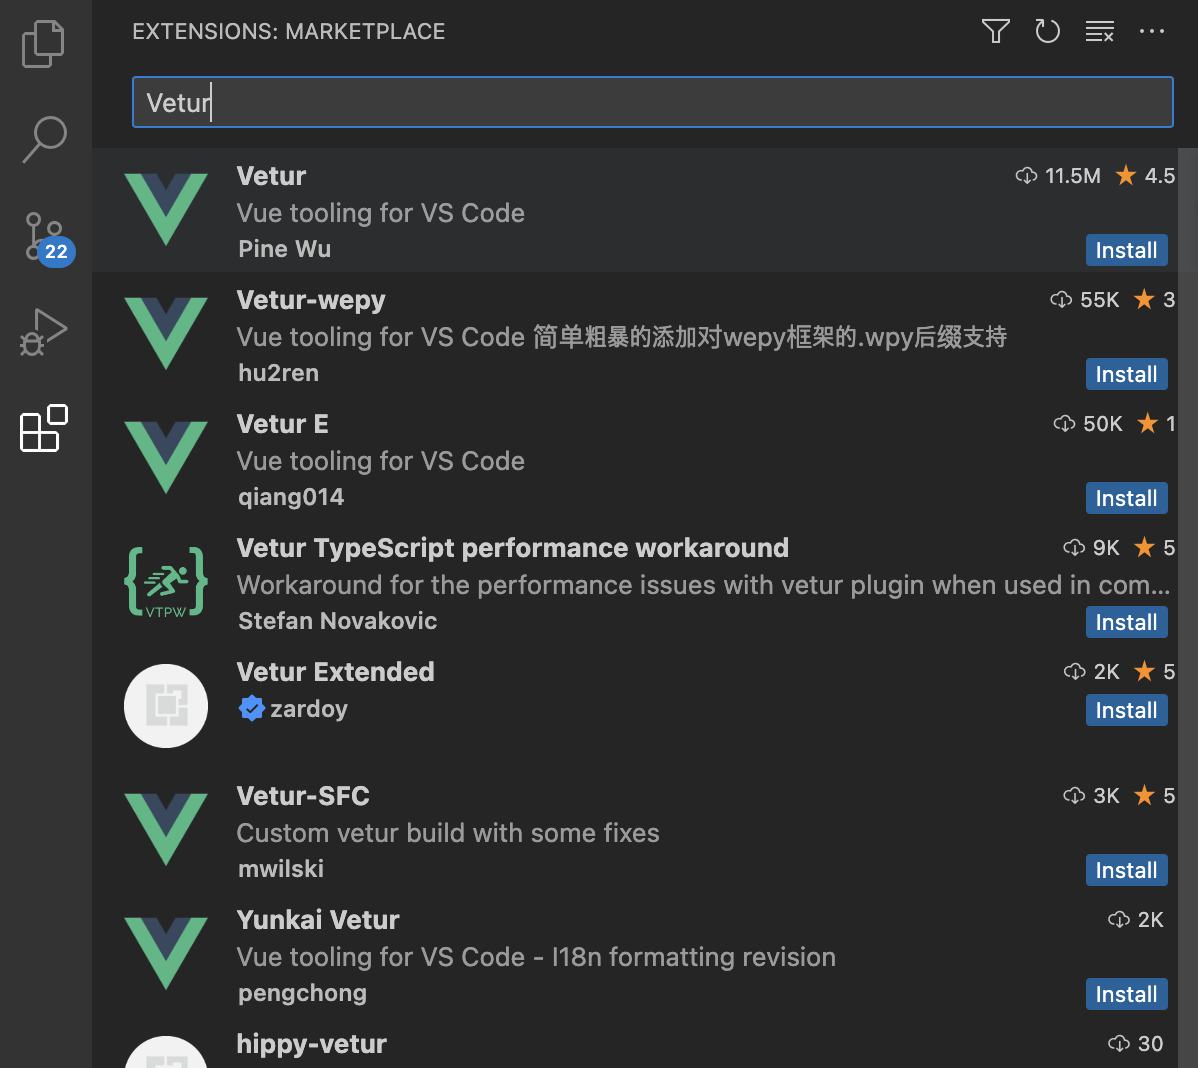 EXTENSIONS: MARKETPLACE
Vetur
22
Vetur 11.5M 4.5
Vue tooling for VS Code
Pine Wu Install
Vetur-wepy 55K 3
Vue tooling for VS Code 简单粗暴的添加对wepy框架的.wpy后缀支持
hu2ren Install
Vetur E 50K 1
Vue tooling for VS Code
qiang014 Install
Vetur TypeScript performance workaround 9K 5
Workaround for the performance issues with vetur plugin when used in com...
VTPW
Stefan Novakovic Install
Vetur Extended 2K 5
zardoy Install
Vetur-SFC 3K 5
Custom vetur build with some fixes
mwilski Install
Yunkai Vetur 2K
Vue tooling for VS Code - I18n formatting revision
pengchong Install
hippy-vetur 30